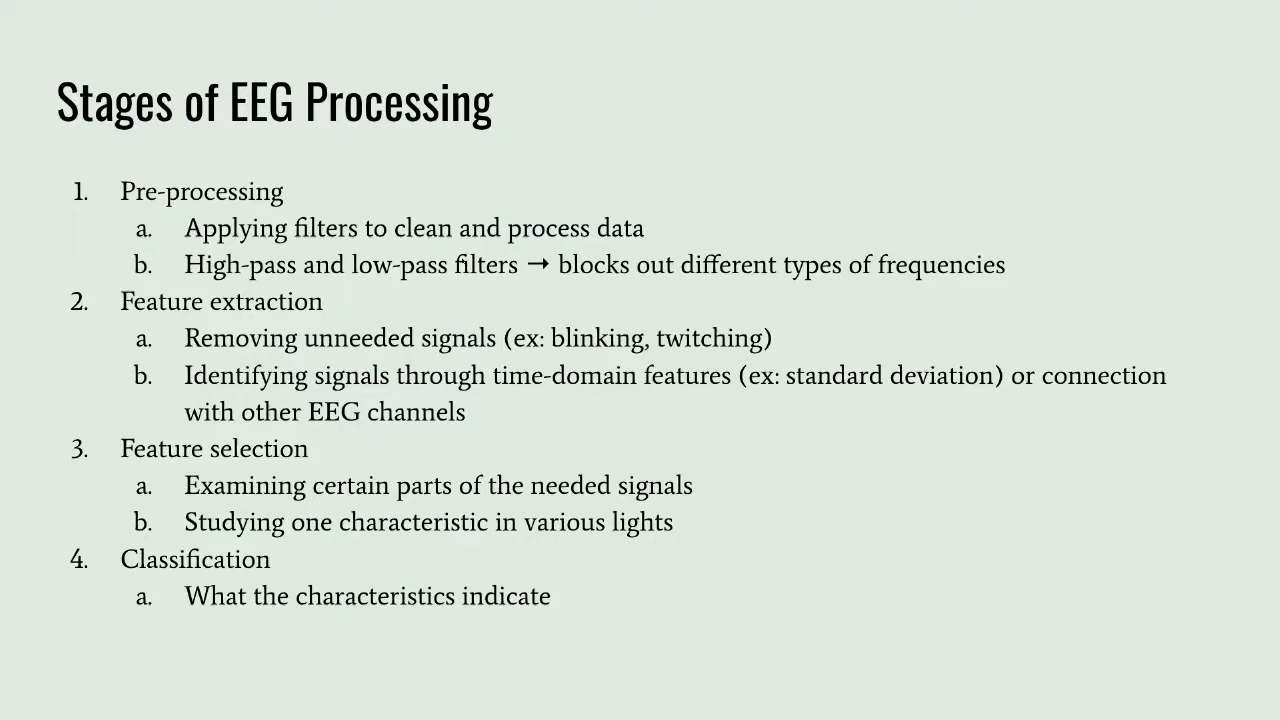 Stages of EEG Processing
1. Pre-processing
a. Applying filters to clean and process data
b. High-pass and low-pass filters → blocks out different types of frequencies
2. Feature extraction
a. Removing unneeded signals (ex: blinking, twitching)
b. Identifying signals through time-domain features (ex: standard deviation) or connection
with other EEG channels
3. Feature selection
a. Examining certain parts of the needed signals
b. Studying one characteristic in various lights
4. Classification
a. What the characteristics indicate